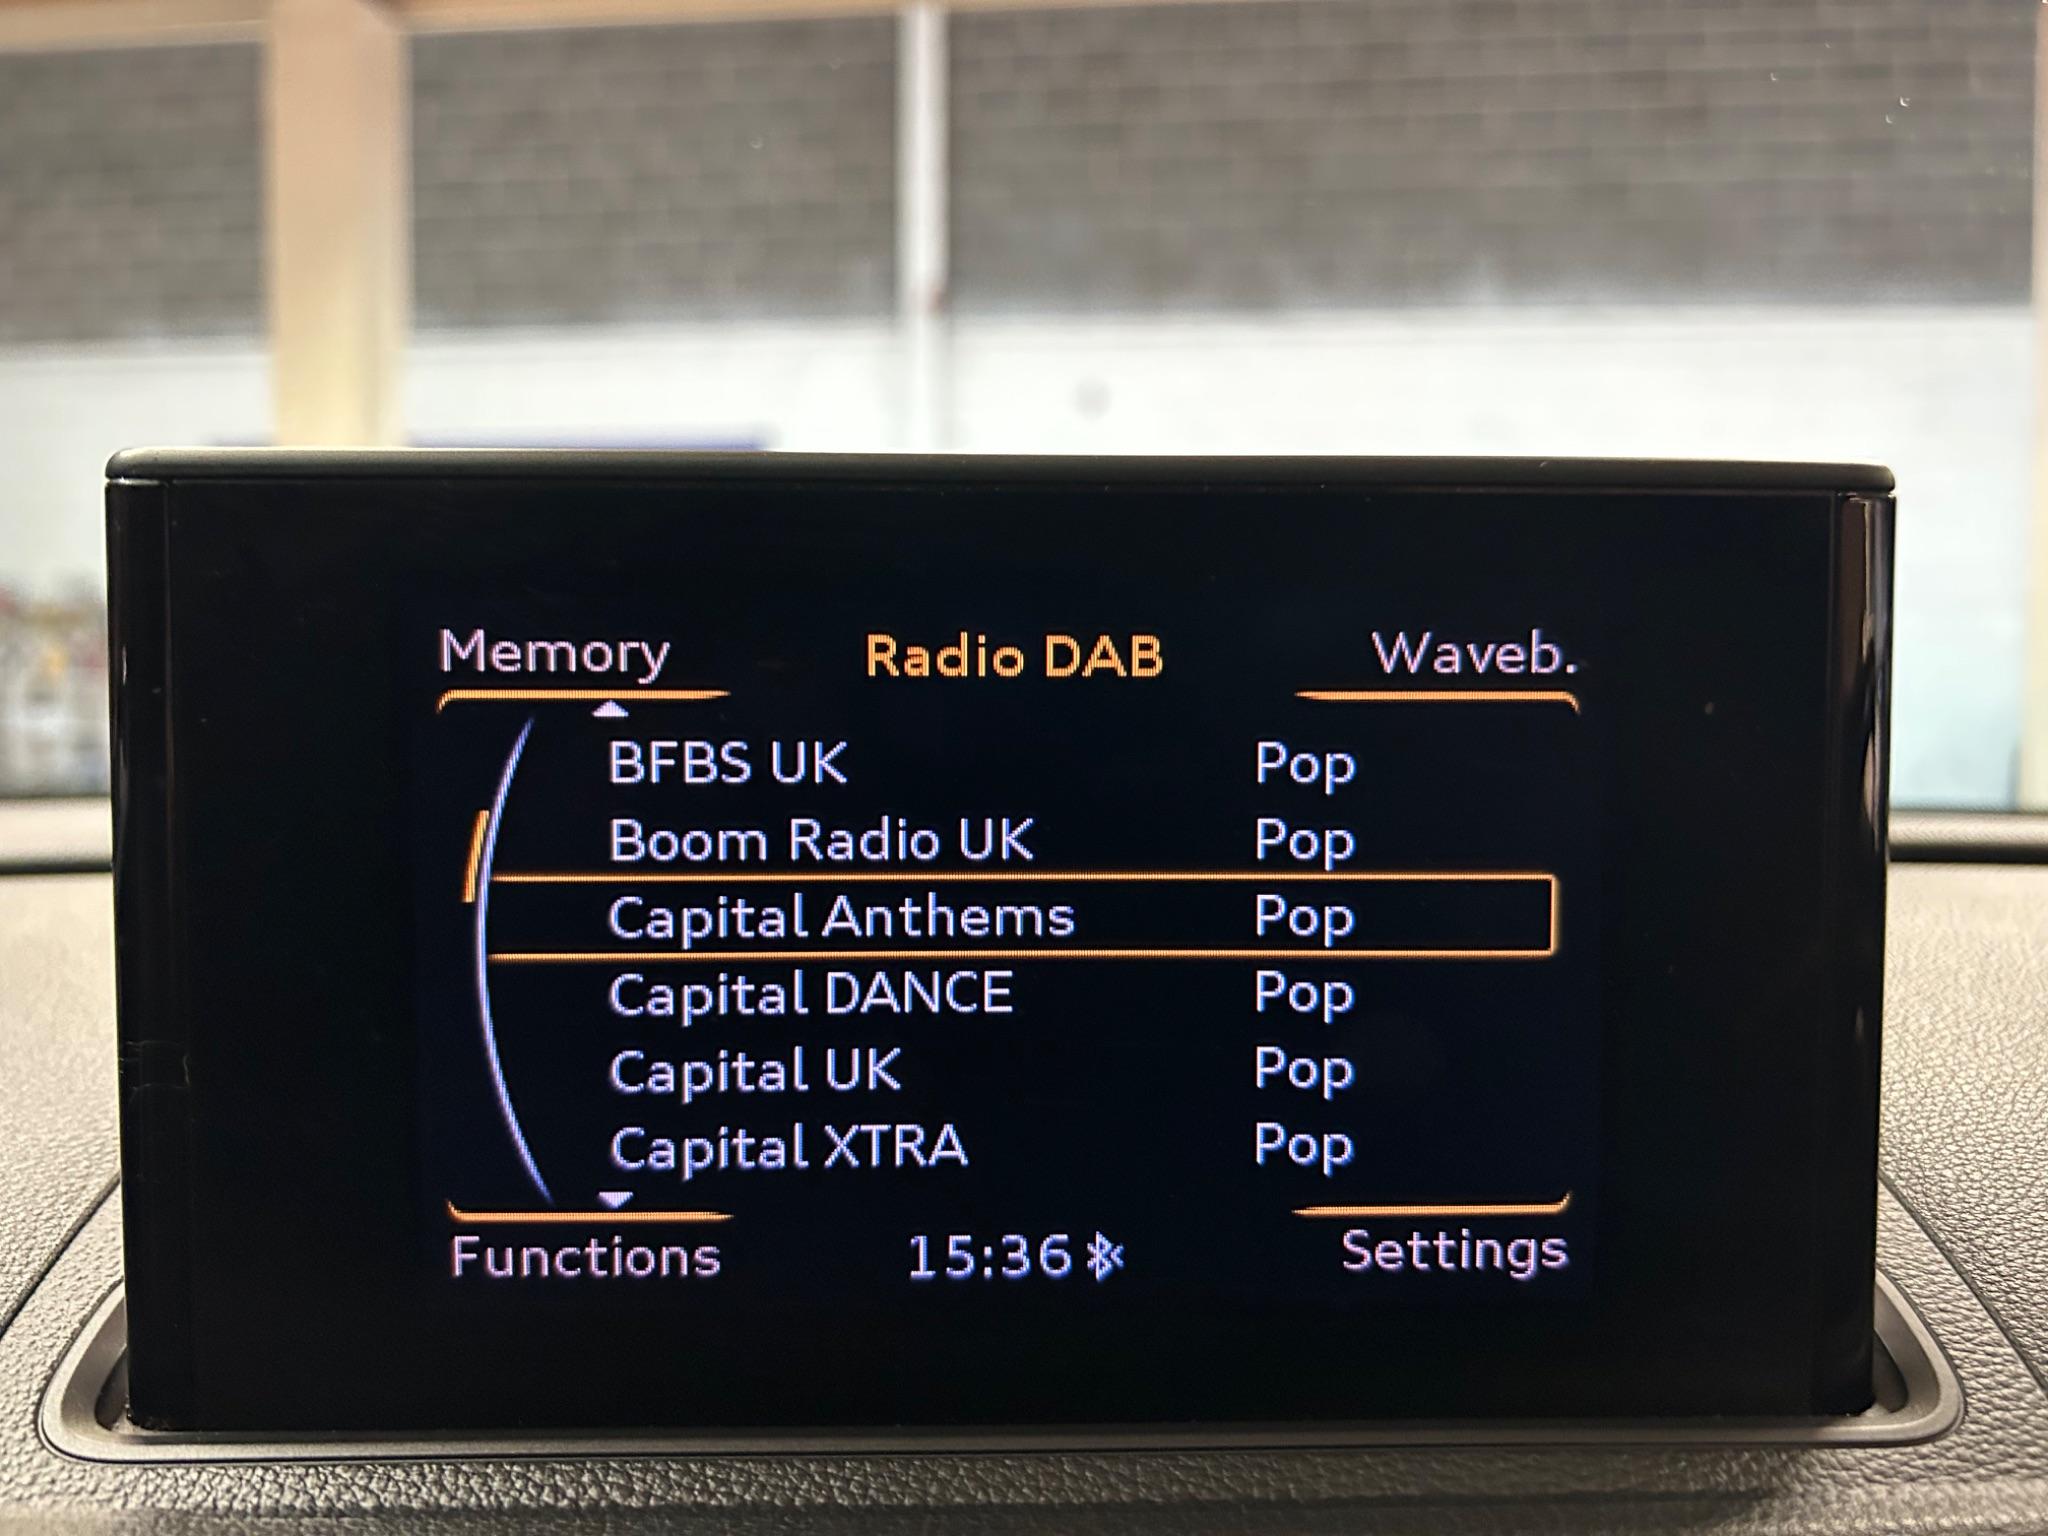 Memory Radio DAB Waveb.
BFBS UK Pop
Boom Radio UK Pop
Capital Anthems Pop
Capital DANCE Pop
Capital UK Pop
Capital XTRA Pop
Functions 15:36 Settings